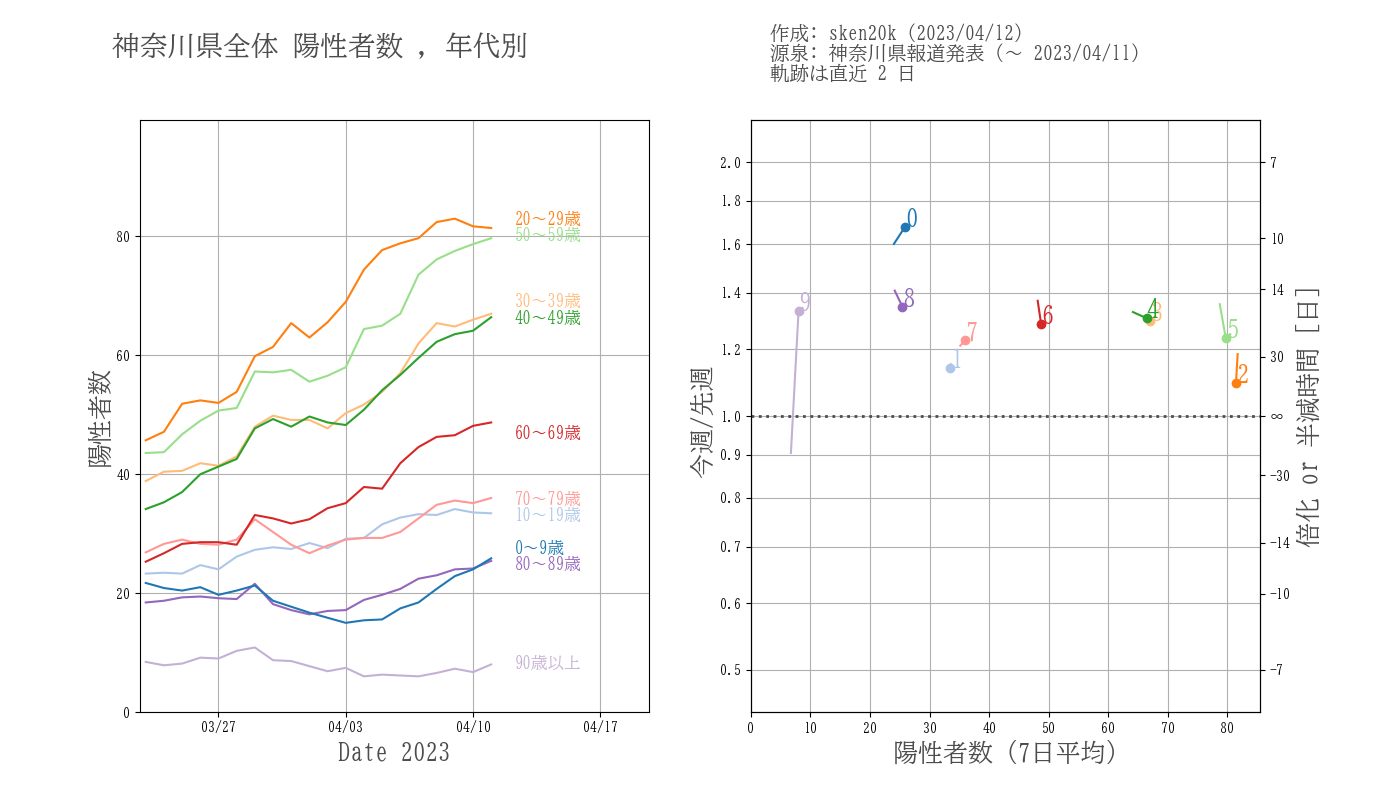 神奈川県全体 陽性者数 , 年代別
作成: sken20k (2023/04/12)
源泉: 神奈川県報道発表 (〜 2023/04/11)
軌跡は直近 2 日
陽性者数
80
60
40
20
0
20〜29歳
50〜59歳
30〜39歳
40〜49歳
60〜69歳
70〜79歳
10〜19歳
0〜9歳
80〜89歳
90歳以上
03/27 04/03 04/10 04/17
Date 2023
今週/先週
2.0
1.8
1.6
1.4
1.2
1.0
0.9
0.8
0.7
0.6
0.5
0
9
8
6
4
3
7
5
1
2
7
10
14
30
∞
−30
−14
−10
−7
倍化 or 半減時間 [日]
0 10 20 30 40 50 60 70 80
陽性者数 (7日平均)